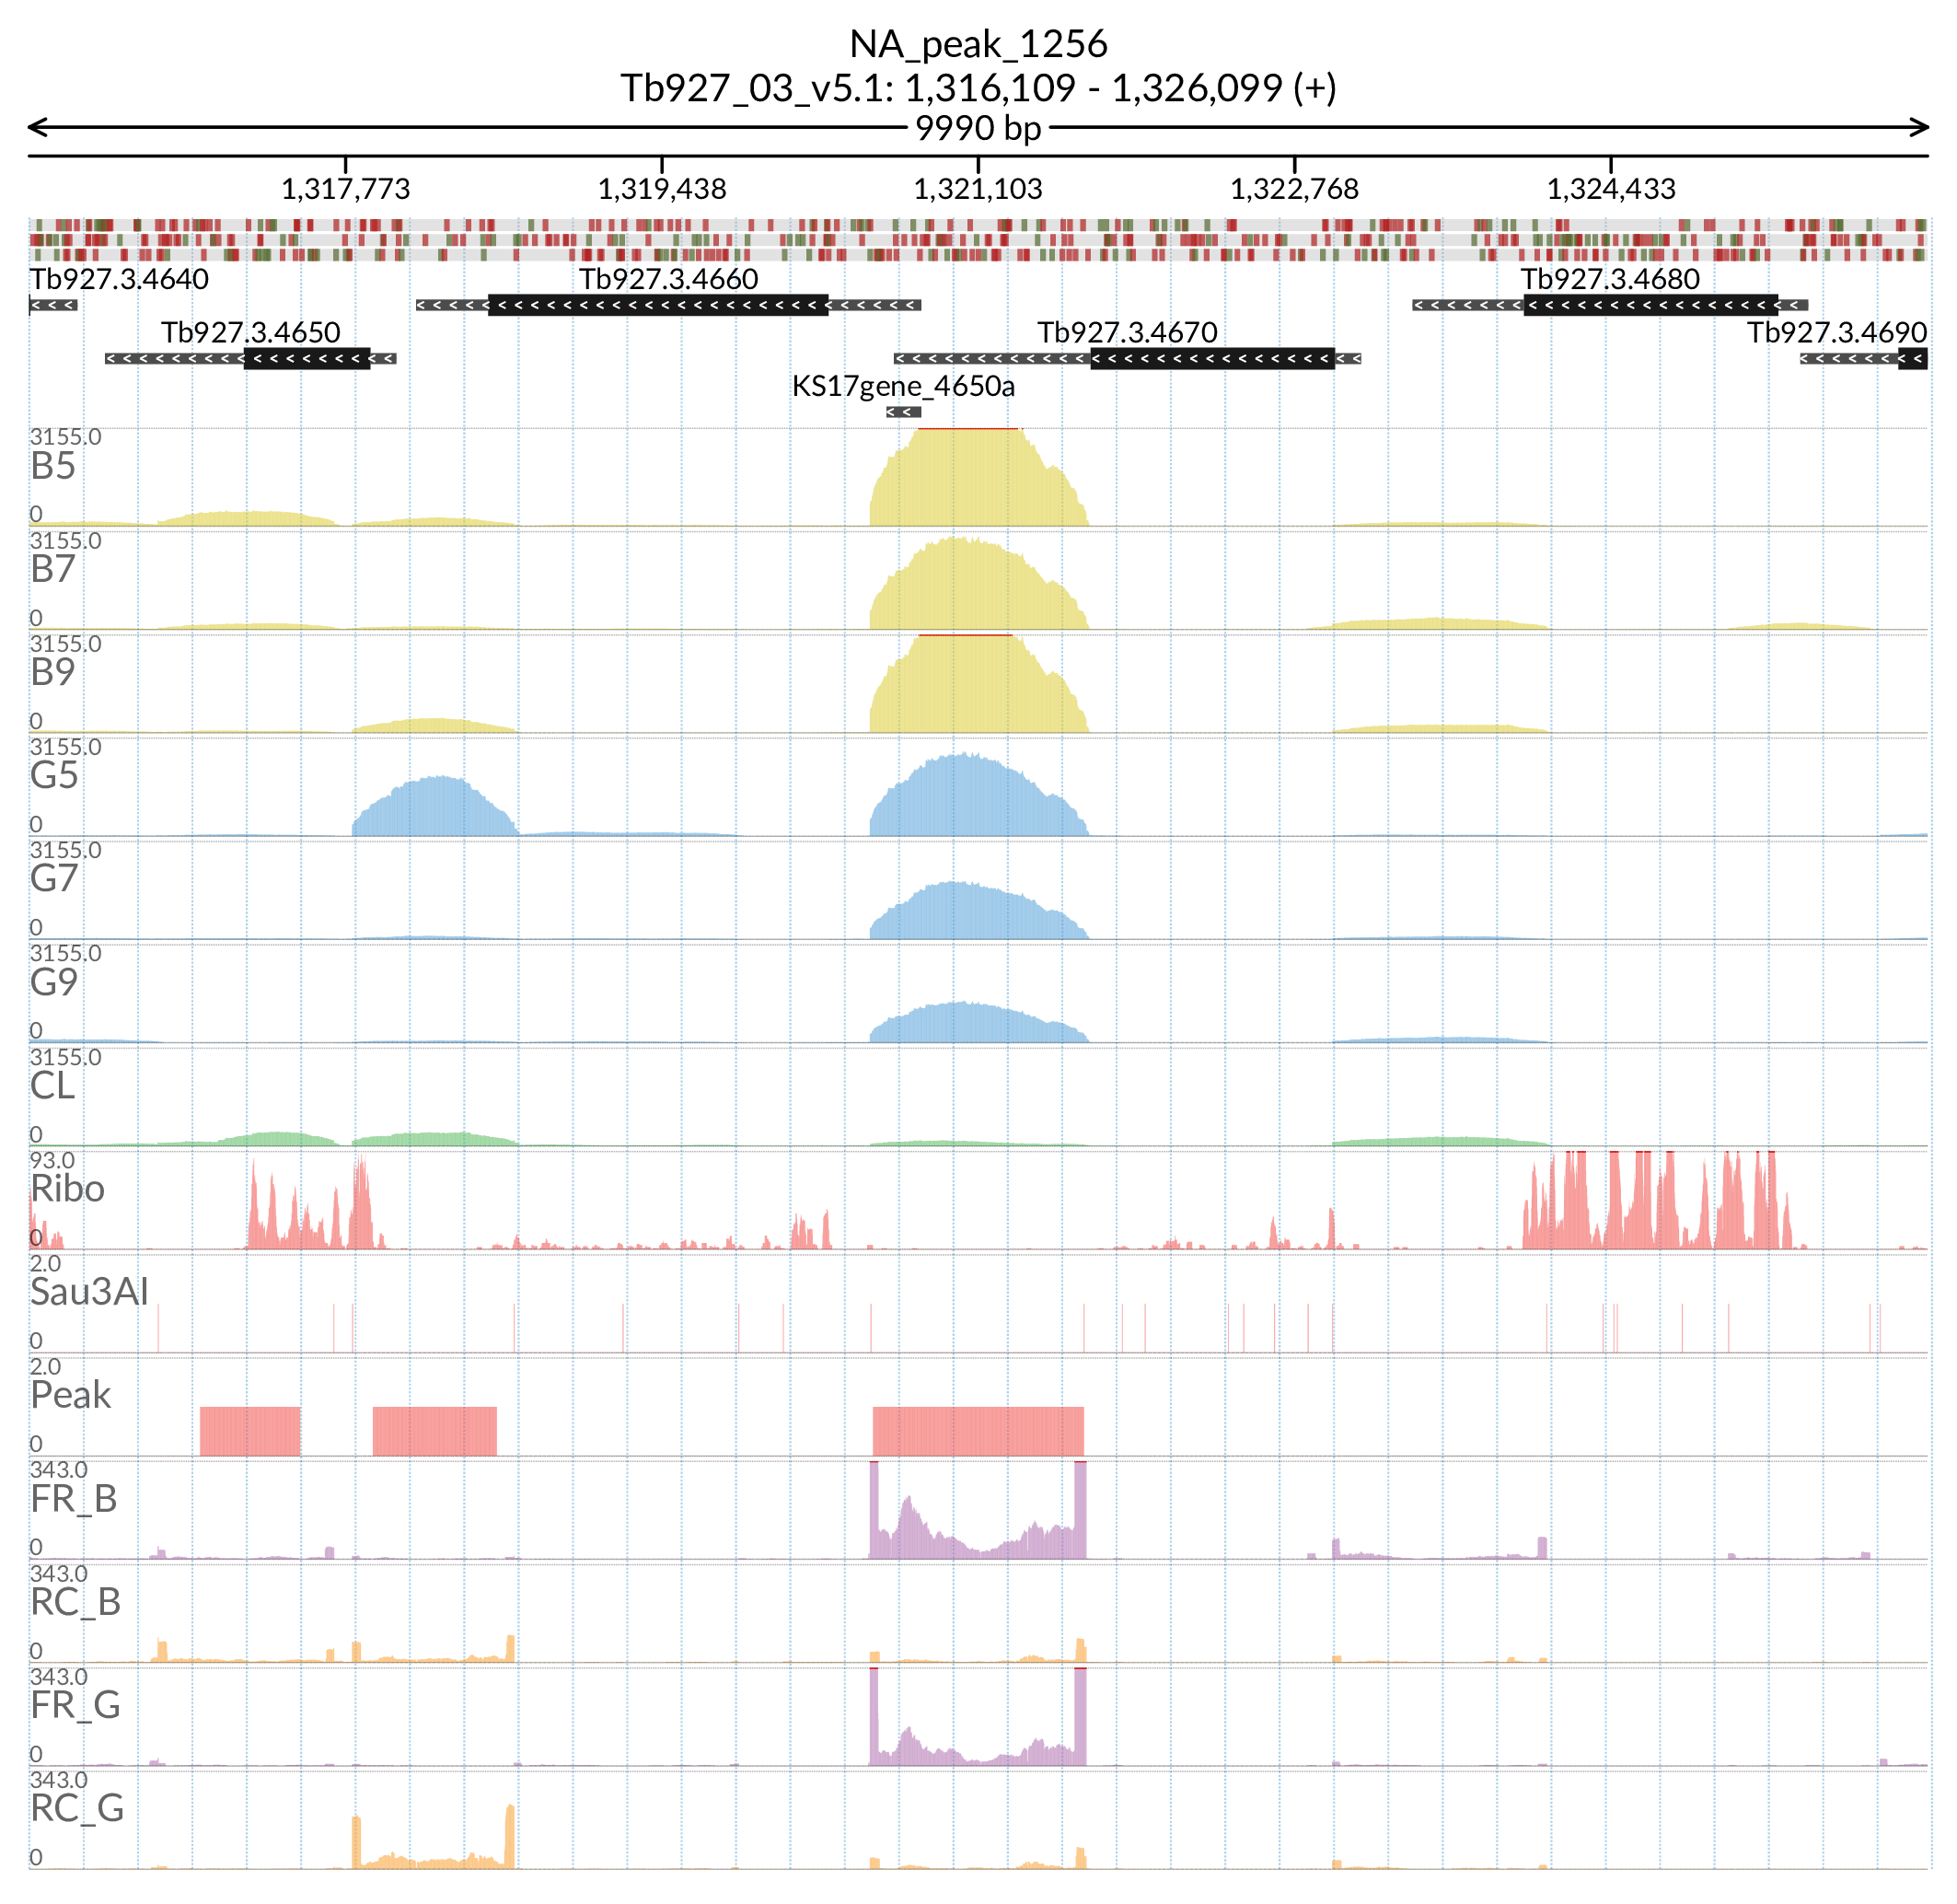 NA_peak_1256
Tb927_03_v5.1: 1,316,109 - 1,326,099 (+)
9990 bp
1,317,773 1,319,438 1,321,103 1,322,768 1,324,433
Tb927.3.4640 Tb927.3.4660 Tb927.3.4680
Tb927.3.4650 Tb927.3.4670 Tb927.3.4690
KS17gene_4650a
3155.0
B5
0
3155.0
B7
0
3155.0
B9
0
3155.0
G5
0
3155.0
G7
0
3155.0
G9
0
3155.0
CL
0
93.0
Ribo
0
2.0
Sau3AI
0
2.0
Peak
0
343.0
FR_B
0
343.0
RC_B
0
343.0
FR_G
0
343.0
RC_G
0